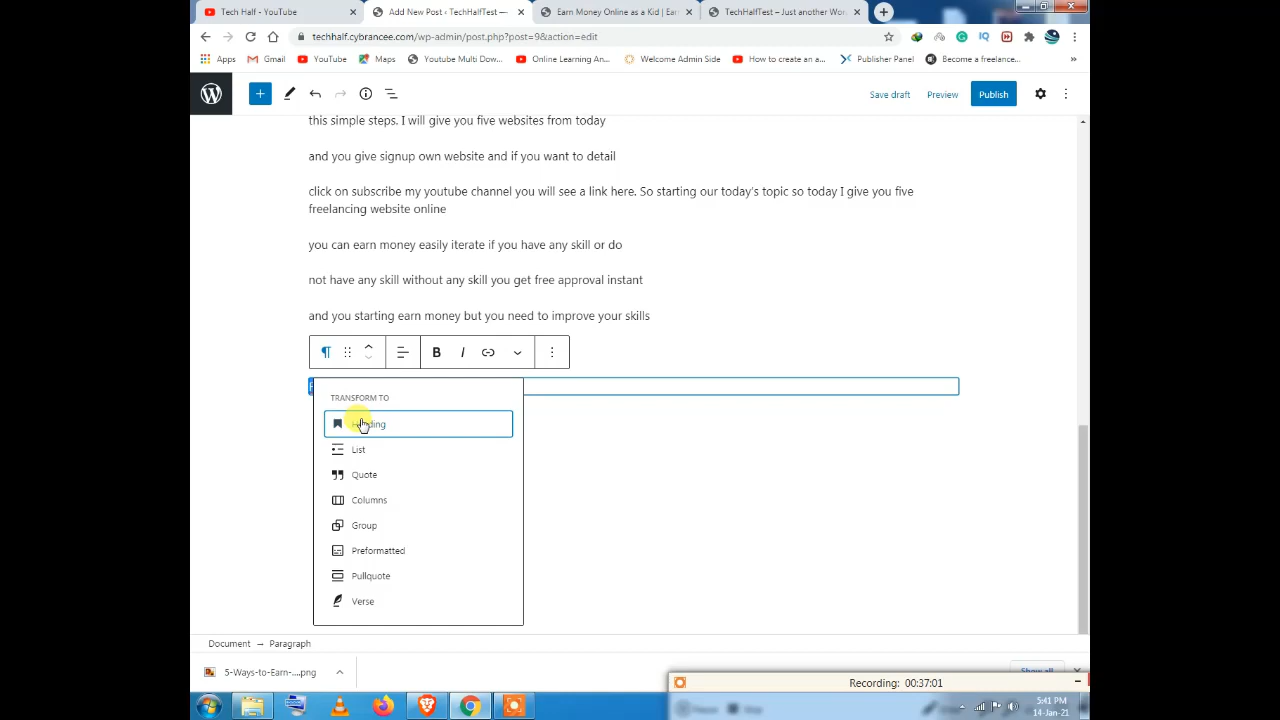 Tech Half - YouTube
Add New Post ‹ TechHalfTest —
Earn Money Online as a Kid | Ear
TechHalfTest – Just another Wor
techhalf.cybrancee.com/wp-admin/post.php?post=9&action=edit
Apps
Gmail
YouTube
Maps
Youtube Multi Dow...
Online Learning An...
Welcome Admin Side
How to create an a...
Publisher Panel
Become a freelance...
Save draft
Preview
Publish
this simple steps. I will give you five websites from today
and you give signup own website and if you want to detail
click on subscribe my youtube channel you will see a link here. So starting our today's topic so today I give you five
freelancing website online
you can earn money easily iterate if you have any skill or do
not have any skill without any skill you get free approval instant
and you starting earn money but you need to improve your skills
B
I
TRANSFORM TO
Heading
List
Quote
Columns
Group
Preformatted
Pullquote
Verse
Document → Paragraph
5-Ways-to-Earn-....png
Show all
Recording: 00:37:01
Pause
Stop
5:41 PM
14-Jan-21